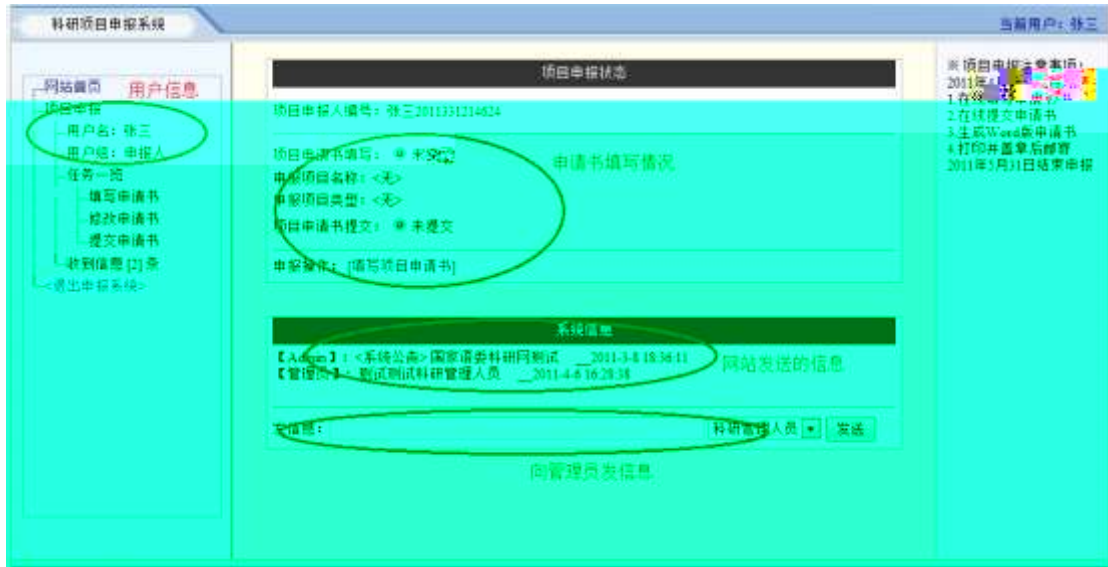 科研项目申报系统
当前用户：张三
网站首页
用户信息
项目申报
用户名：张三
用户组：申报人
任务一览
填写申请书
修改申请书
提交申请书
收到信息 [2] 条
<退出申报系统>
项目申报状态
项目申报人编号：张三2011331214624
项目申请书填写： 未
申请书填写情况
申报项目名称：<无>
申报项目类型：<无>
项目申请书提交： 未提交
申报操作：[填写项目申请书]
系统信息
【Admin】：<系统公告> 国家语委科研网测试 __2011-3-8 18:36:11
【管理员】：测试测试科研管理人员 __2011-4-6 16:28:38
网站发送的信息
发信息：
科研管理人员
发送
向管理员发信息
※ 项目申报注意事项：
2011年
2.在线提交申请书
3.生成Word版申请书
4.打印并盖章后邮寄
2011年5月31日结束申报